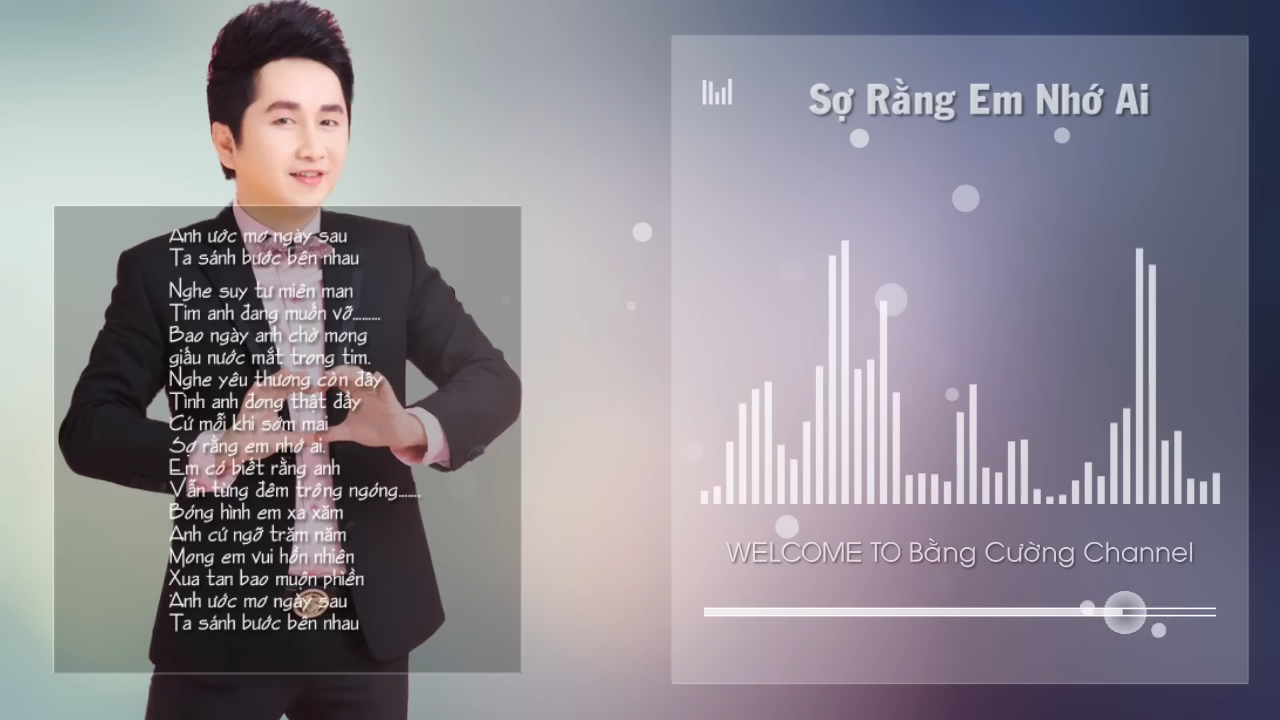 Anh ước mơ ngày sau
Ta sánh bước bên nhau
Nghe suy tư miên man
Tim anh đang muốn vỡ.........
Bao ngày anh chờ mong
giấu nước mắt trong tim.
Nghe yêu thương còn đây
Tình anh đong thật đầy
Cứ mỗi khi sớm mai
Sợ rằng em nhớ ai.
Em có biết rằng anh
Vẫn từng đêm trông ngóng.......
Bóng hình em xa xăm
Anh cứ ngỡ trăm năm
Mong em vui hồn nhiên
Xua tan bao muộn phiền
Anh ước mơ ngày sau
Ta sánh bước bên nhau
Sợ Rằng Em Nhớ Ai
WELCOME TO Bằng Cường Channel